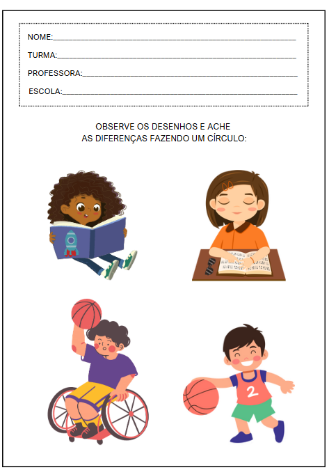 NOME:
TURMA:
PROFESSORA:
ESCOLA:
OBSERVE OS DESENHOS E ACHE
AS DIFERENÇAS FAZENDO UM CÍRCULO:
2